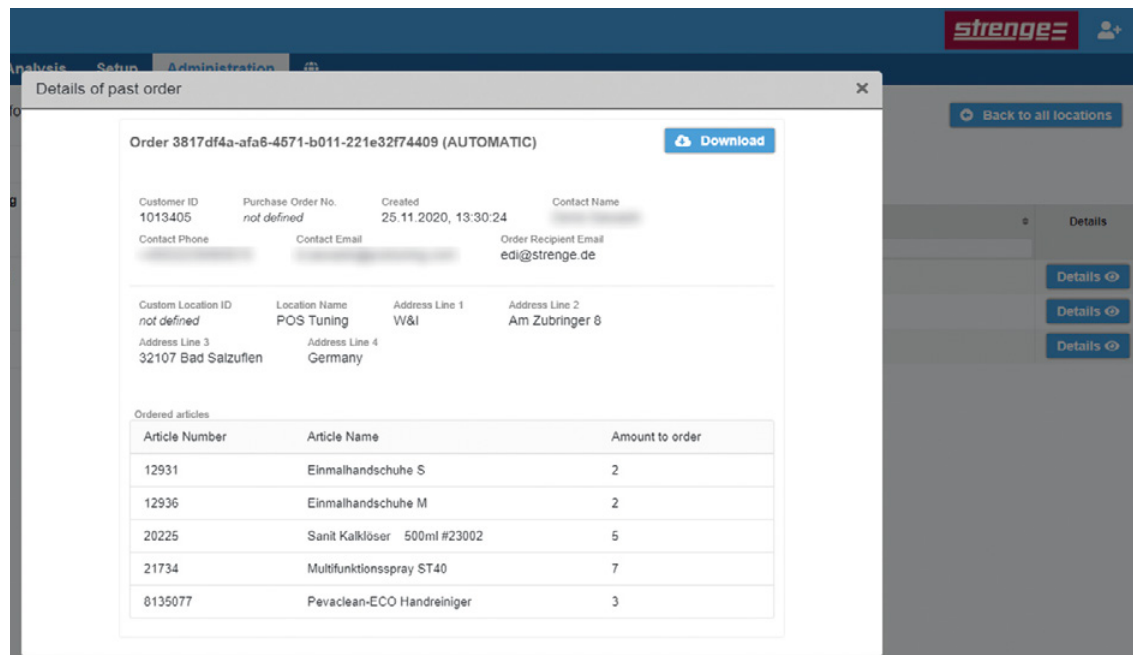 strenge
Analysis Setup Administration
Details of past order ×
fo
Back to all locations
Order 3817df4a-afa6-4571-b011-221e32f74409 (AUTOMATIC) Download
g
Customer ID Purchase Order No. Created Contact Name
1013405 not defined 25.11.2020, 13:30:24
Details
Contact Phone Contact Email Order Recipient Email
edi@strenge.de
Details
Custom Location ID Location Name Address Line 1 Address Line 2
not defined POS Tuning W&I Am Zubringer 8
Details
Address Line 3 Address Line 4
32107 Bad Salzuflen Germany
Details
Ordered articles
Article Number Article Name Amount to order
12931 Einmalhandschuhe S 2
12936 Einmalhandschuhe M 2
20225 Sanit Kalklöser 500ml #23002 5
21734 Multifunktionsspray ST40 7
8135077 Pevaclean-ECO Handreiniger 3